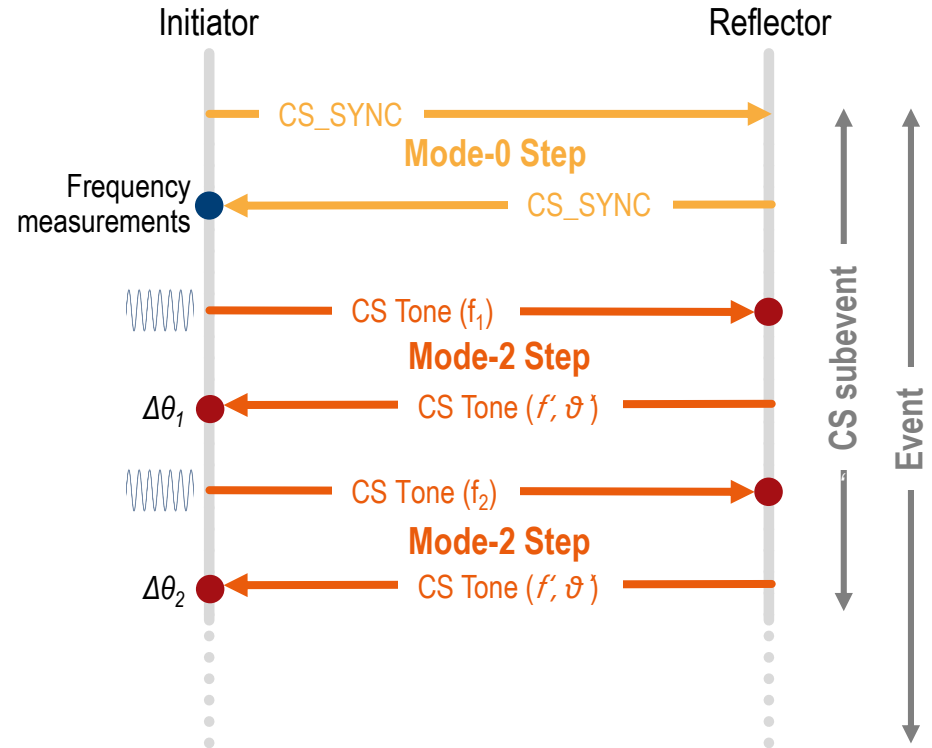 Initiator
Reflector
CS_SYNC
Mode-0 Step
Frequency
measurements
CS_SYNC
CS Tone (f₁)
Mode-2 Step
Δθ₁
CS Tone (f′, ϑ′)
CS Tone (f₂)
Mode-2 Step
Δθ₂
CS Tone (f′, ϑ′)
CS subevent
Event